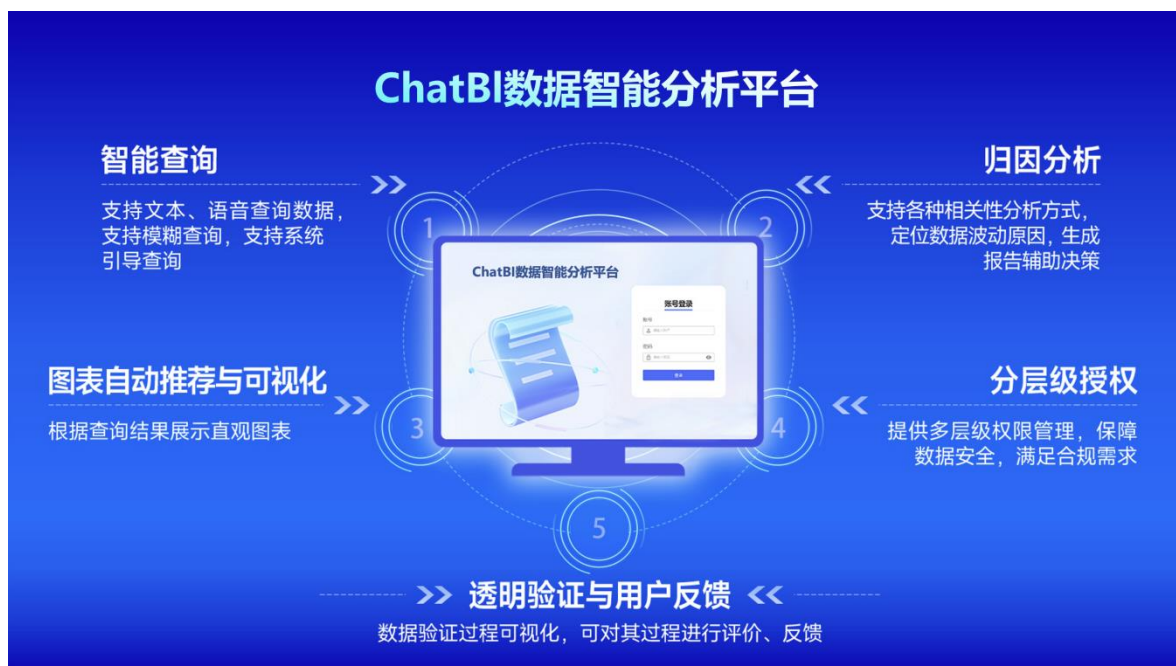 ChatBI数据智能分析平台
智能查询
支持文本、语音查询数据，
支持模糊查询，支持系统
引导查询
1
归因分析
支持各种相关性分析方式，
定位数据波动原因，生成
报告辅助决策
2
ChatBI数据智能分析平台
账号登录
账号
密码
登录
图表自动推荐与可视化
根据查询结果展示直观图表
3
分层级授权
提供多层级权限管理，保障
数据安全，满足合规需求
4
5
透明验证与用户反馈
数据验证过程可视化，可对其过程进行评价、反馈